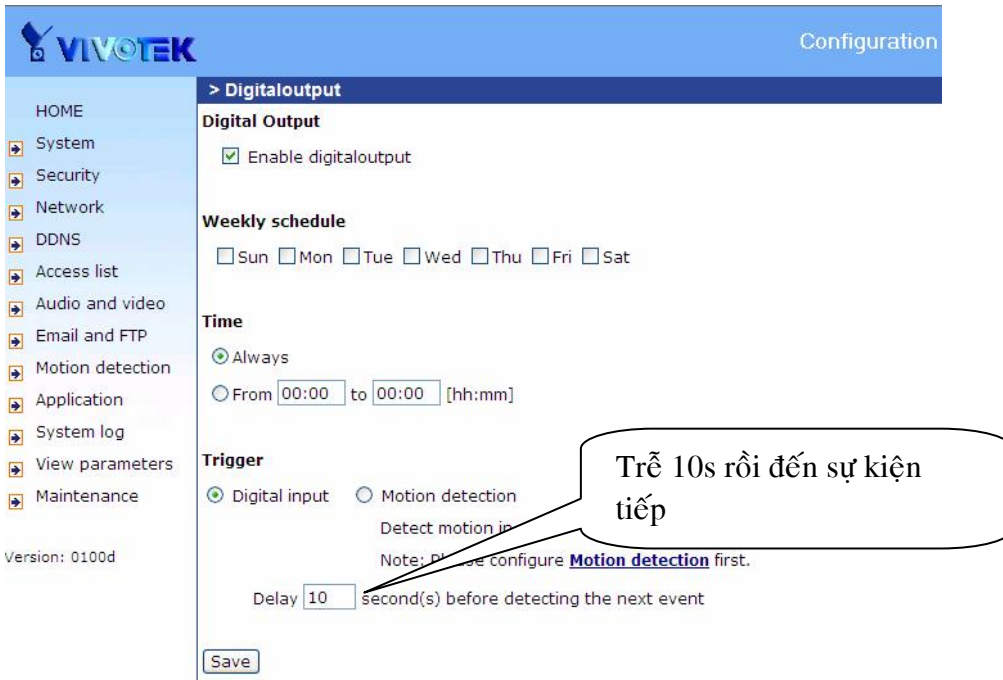 VIVOTEK
Configuration
HOME
System
Security
Network
DDNS
Access list
Audio and video
Email and FTP
Motion detection
Application
System log
View parameters
Maintenance
Version: 0100d
> Digitaloutput
Digital Output
Enable digitaloutput
Weekly schedule
Sun Mon Tue Wed Thu Fri Sat
Time
Always
From 00:00 to 00:00 [hh:mm]
Trigger
Digital input Motion detection
Detect motion in
Note: Please configure Motion detection first.
Delay 10 second(s) before detecting the next event
Save
Trễ 10s rồi đến sự kiện
tiếp